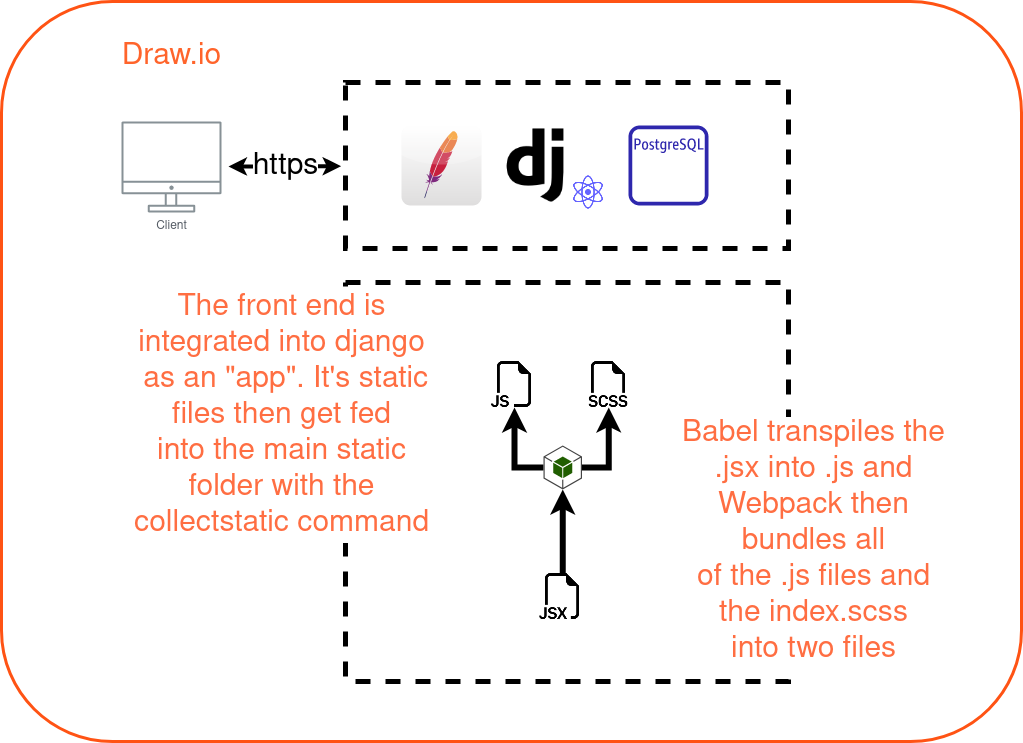 Draw.io
https
Client
dj
PostgreSQL
The front end is
integrated into django
as an "app". It's static
files then get fed
into the main static
folder with the
collectstatic command
JS
SCSS
JSX
Babel transpiles the
.jsx into .js and
Webpack then
bundles all
of the .js files and
the index.scss
into two files